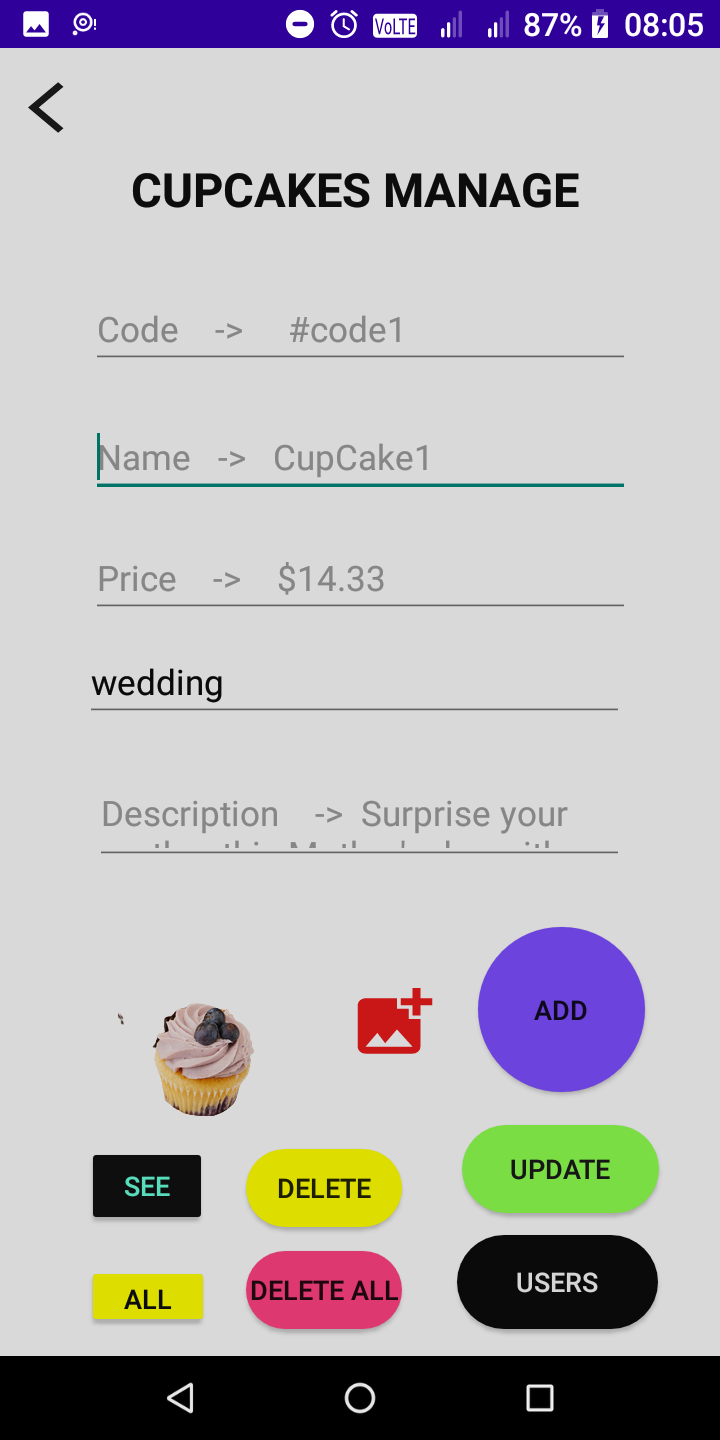 VoLTE 87% 08:05
CUPCAKES MANAGE
Code -> #code1
Name -> CupCake1
Price -> $14.33
wedding
Description -> Surprise your
ADD
SEE DELETE UPDATE
ALL DELETE ALL USERS